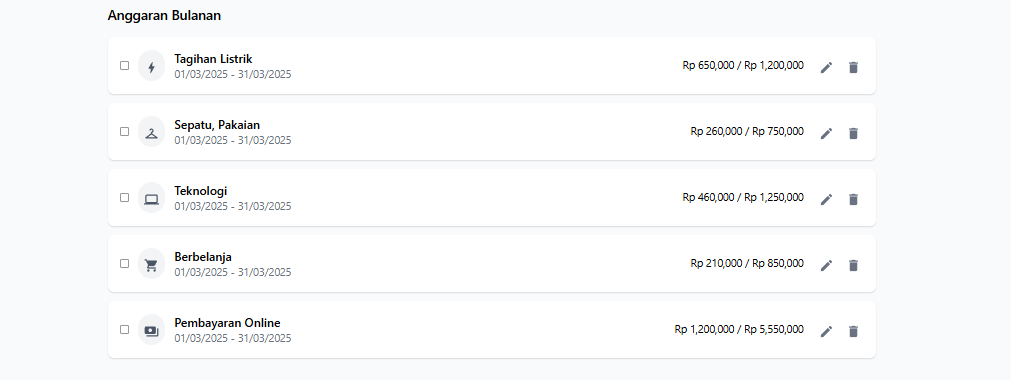 Anggaran Bulanan
Tagihan Listrik
01/03/2025 - 31/03/2025
Rp 650,000 / Rp 1,200,000
Sepatu, Pakaian
01/03/2025 - 31/03/2025
Rp 260,000 / Rp 750,000
Teknologi
01/03/2025 - 31/03/2025
Rp 460,000 / Rp 1,250,000
Berbelanja
01/03/2025 - 31/03/2025
Rp 210,000 / Rp 850,000
Pembayaran Online
01/03/2025 - 31/03/2025
Rp 1,200,000 / Rp 5,550,000